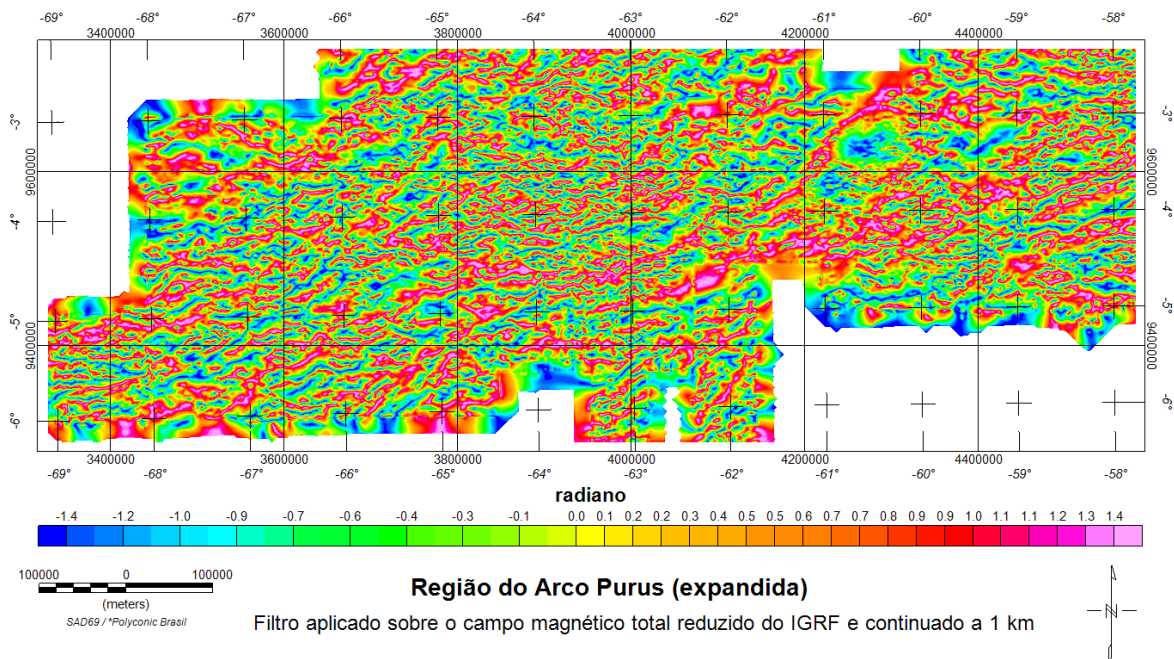 -69° -68° -67° -66° -65° -64° -63° -62° -61° -60° -59° -58°
3400000 3600000 3800000 4000000 4200000 4400000
-3° -3°
9600000 9600000
-4° -4°
-5° -5°
9400000 9400000
-6° -6°
3400000 3600000 3800000 4000000 4200000 4400000
-69° -68° -67° -66° -65° -64° -63° -62° -61° -60° -59° -58°
radiano
-1.4 -1.2 -1.0 -0.9 -0.7 -0.6 -0.4 -0.3 -0.1 0.0 0.1 0.2 0.2 0.3 0.4 0.5 0.5 0.6 0.7 0.7 0.8 0.9 0.9 1.0 1.1 1.1 1.2 1.3 1.4
100000 0 100000
(meters)
SAD69 / *Polyconic Brasil
Região do Arco Purus (expandida)
Filtro aplicado sobre o campo magnético total reduzido do IGRF e continuado a 1 km
N